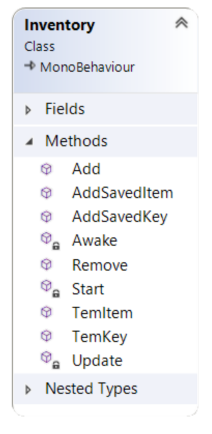 Inventory
Class
MonoBehaviour
Fields
Methods
Add
AddSavedItem
AddSavedKey
Awake
Remove
Start
TemItem
TemKey
Update
Nested Types